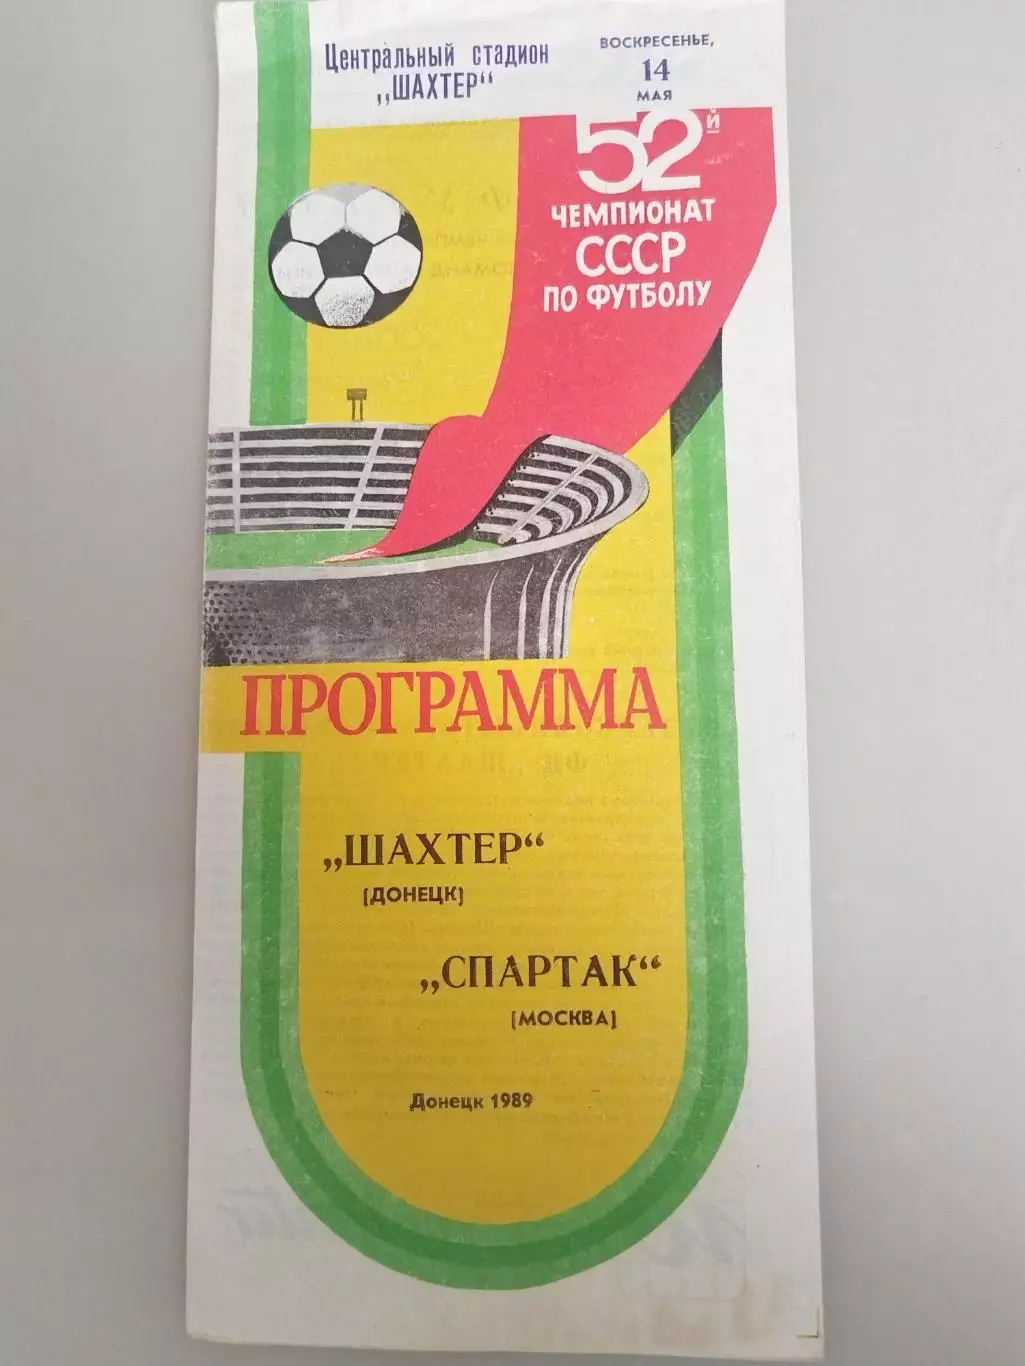 Центральный стадион
„ШАХТЕР“
ВОСКРЕСЕНЬЕ,
14
МАЯ
52й
ЧЕМПИОНАТ
СССР
ПО ФУТБОЛУ
ПРОГРАММА
„ШАХТЕР“
(ДОНЕЦК)
„СПАРТАК“
(МОСКВА)
Донецк 1989